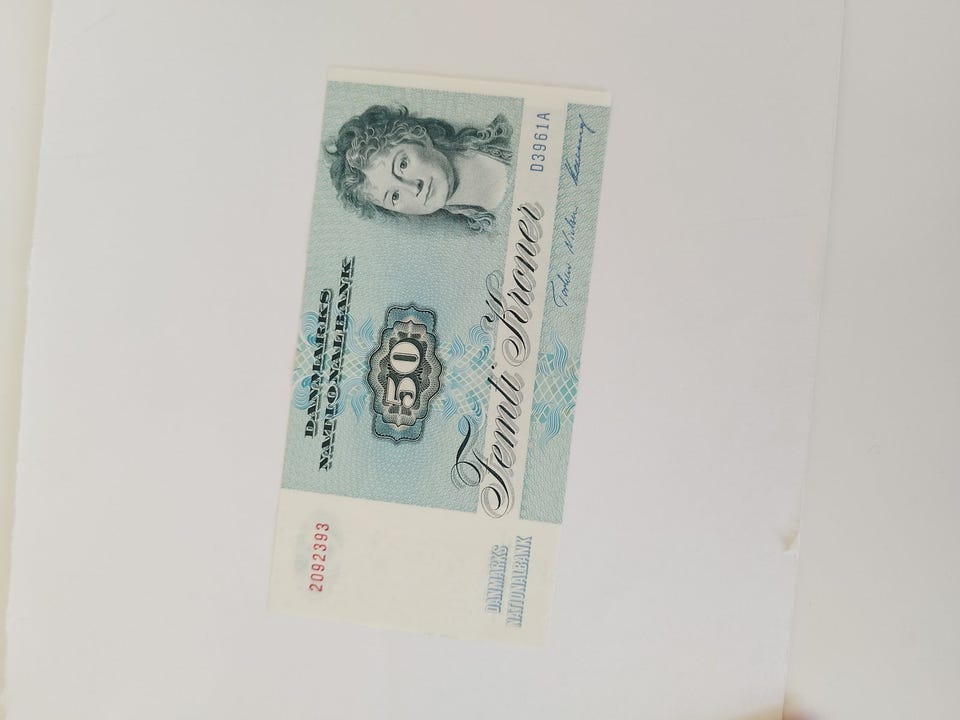 DANMARKS
NATIONALBANK
50
Femti Kroner
2092393
D3961A
DANMARKS
NATIONALBANK